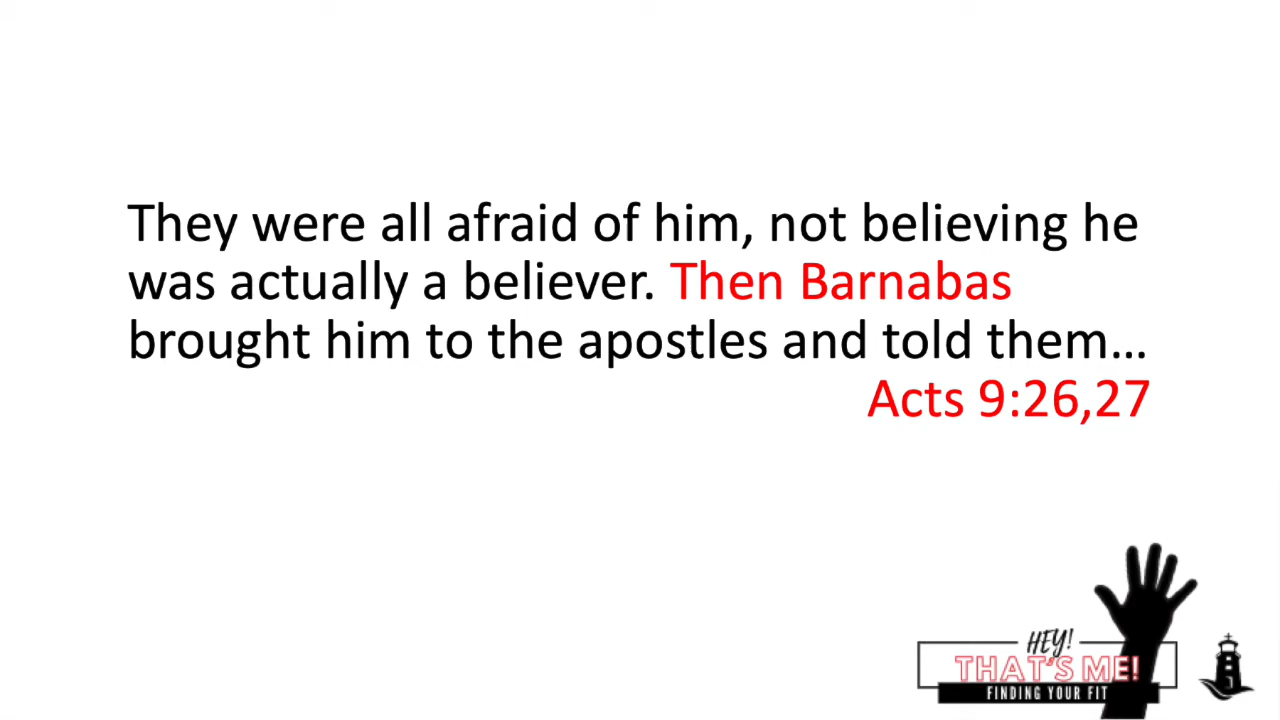 They were all afraid of him, not believing he
was actually a believer. Then Barnabas
brought him to the apostles and told them…
Acts 9:26,27
HEY!
THAT'S ME!
FINDING YOUR FIT